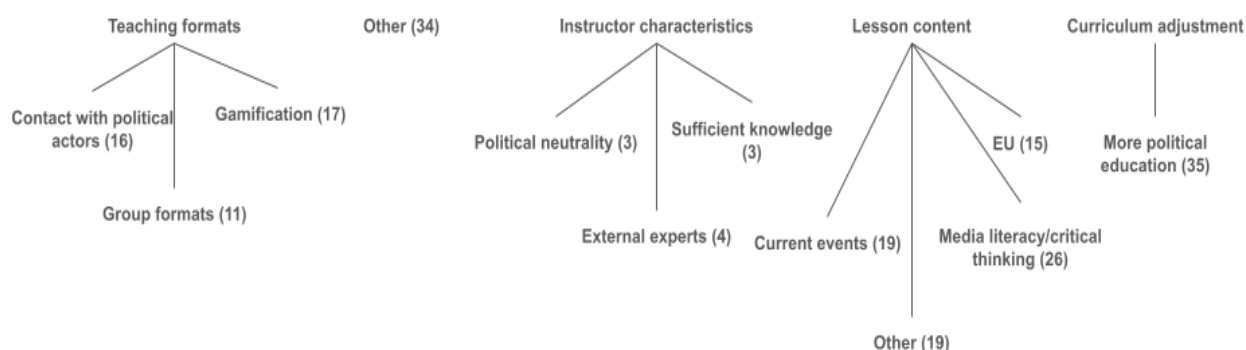 Teaching formats
Other (34)
Instructor characteristics
Lesson content
Curriculum adjustment
Contact with political
actors (16)
Gamification (17)
Group formats (11)
Political neutrality (3)
Sufficient knowledge
(3)
External experts (4)
EU (15)
Current events (19)
Media literacy/critical
thinking (26)
Other (19)
More political
education (35)